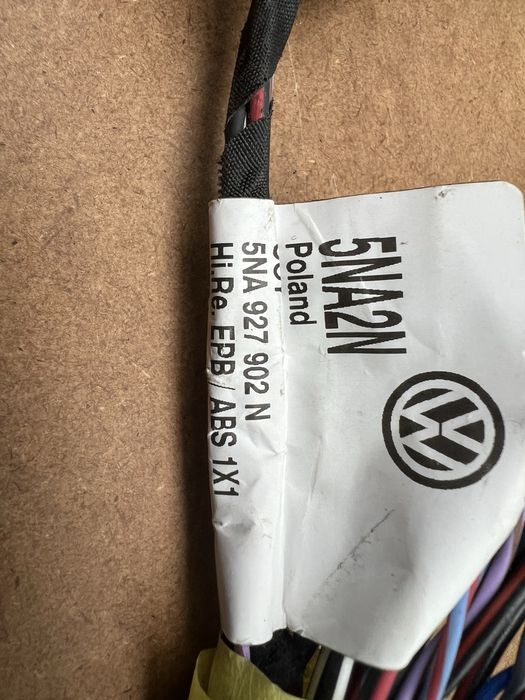 5NA2N
Poland
5NA 927 902 N
Hi.Re. EPB / ABS 1X1